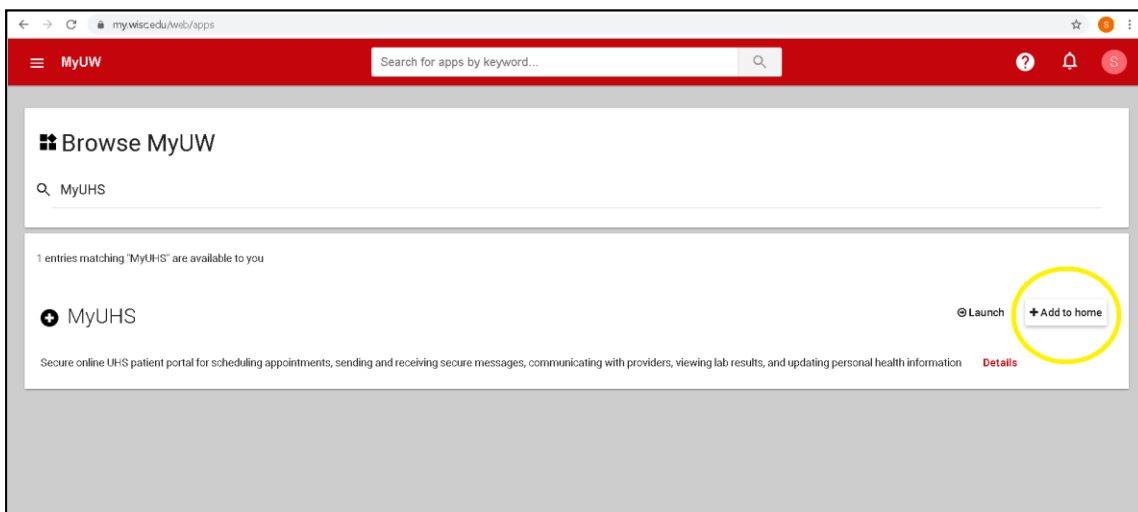 my.wisc.edu/web/apps
S
MyUW
Search for apps by keyword...
?
S
Browse MyUW
MyUHS
1 entries matching "MyUHS" are available to you
MyUHS
Launch
+ Add to home
Secure online UHS patient portal for scheduling appointments, sending and receiving secure messages, communicating with providers, viewing lab results, and updating personal health information Details